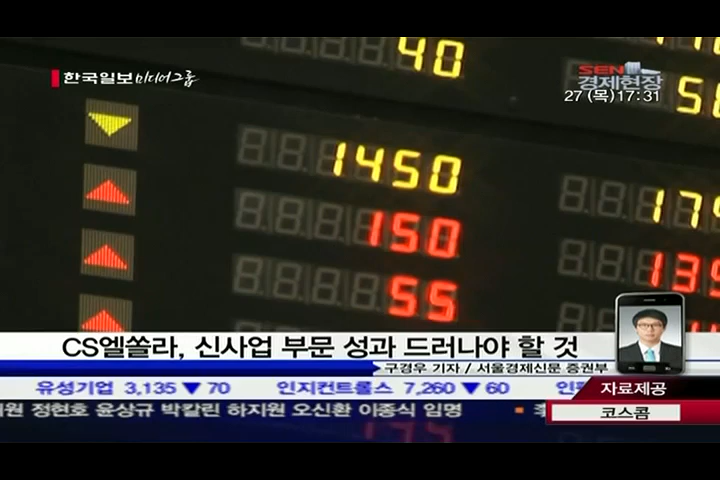 40
한국일보 미디어그룹
SEN
경제현장
27 (목) 17:31
1450
150
55
CS엘쏠라, 신사업 부문 성과 드러나야 할 것
구경우 기자 / 서울경제신문 증권부
유성기업 3,135 ▼ 70 인지컨트롤스 7,260 ▼ 60
자료제공
정현호 윤상규 박칼린 하지원 오신환 이종식 임명
코스콤